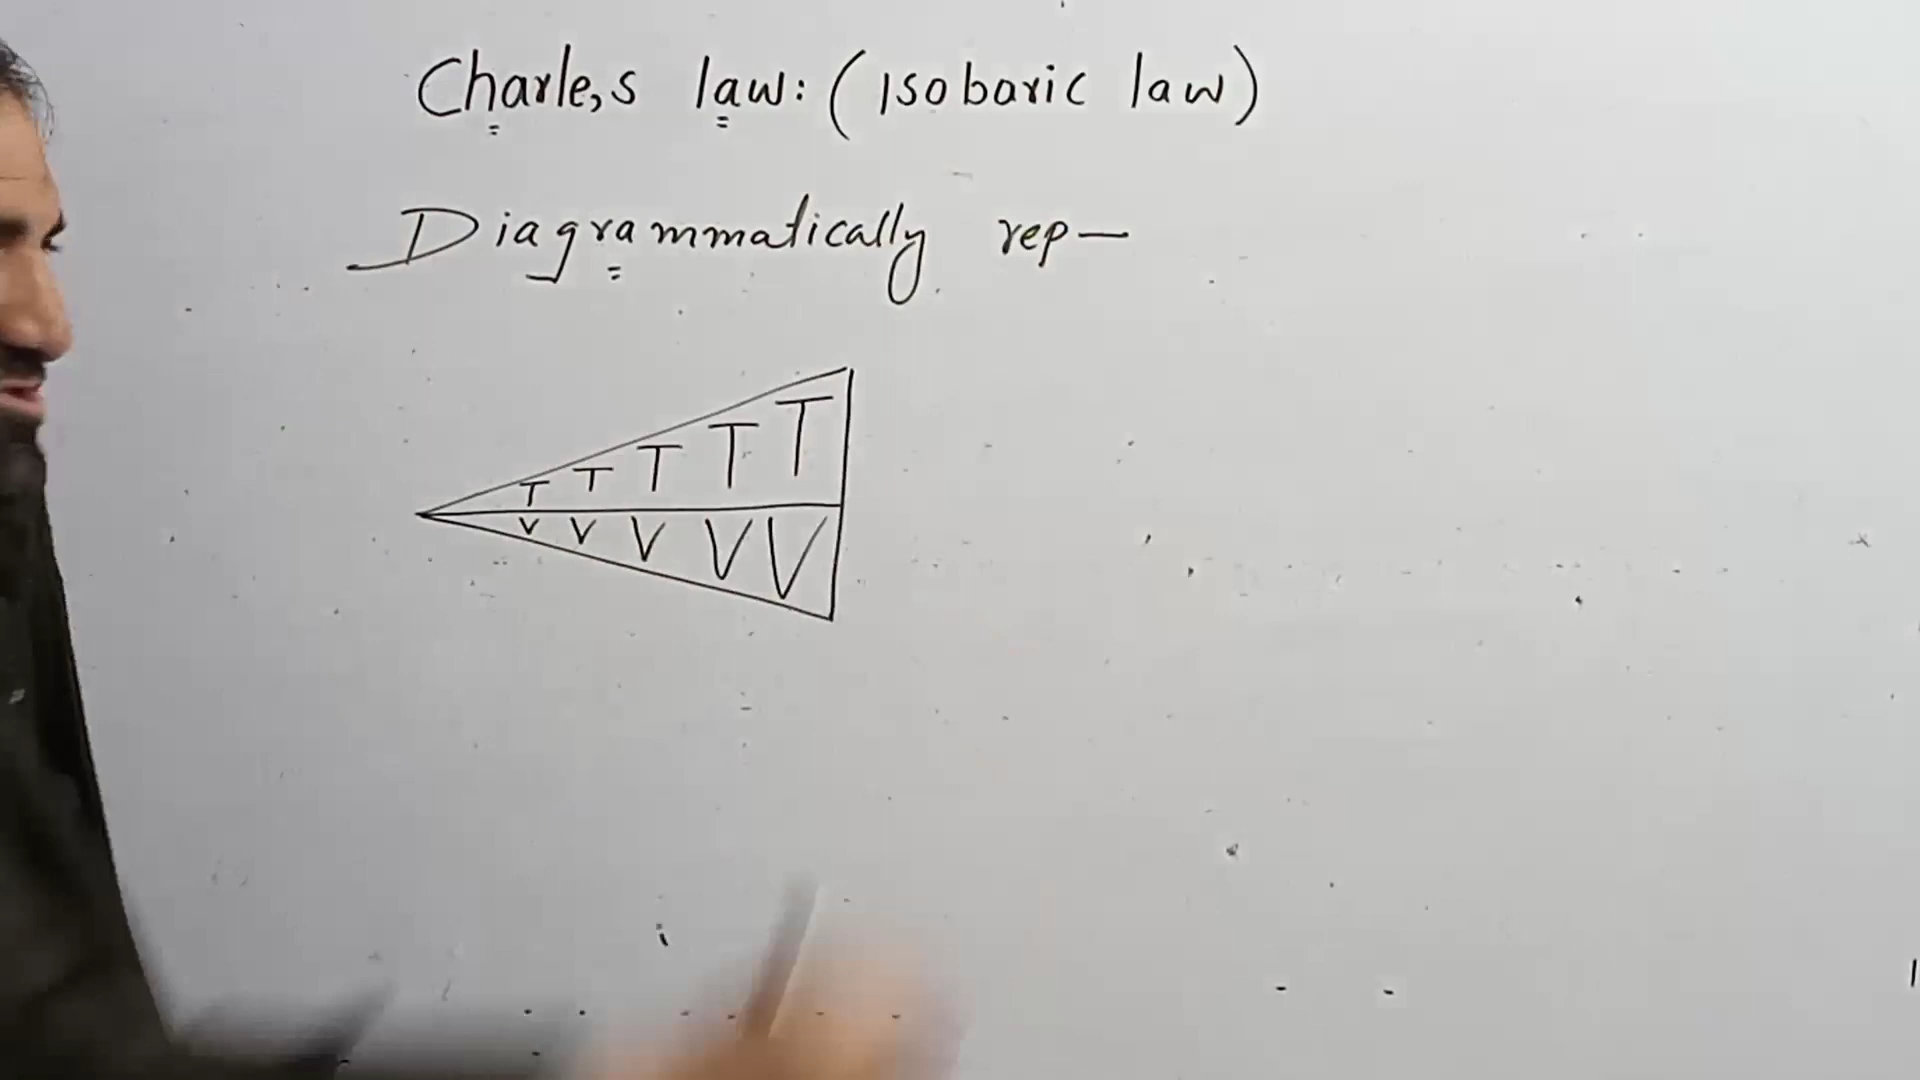 Charle,s law: (Isobaric law)
Diagrammatically rep—
T T T T T
V V V V V